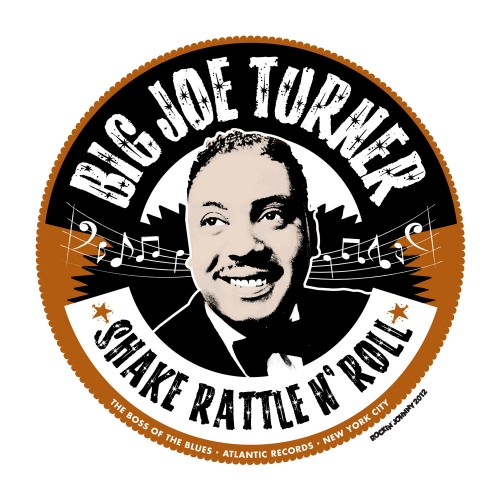 BIG JOE TURNER
SHAKE RATTLE N' ROLL
THE BOSS OF THE BLUES · ATLANTIC RECORDS · NEW YORK CITY
ROCKIN JOHNNY 2012